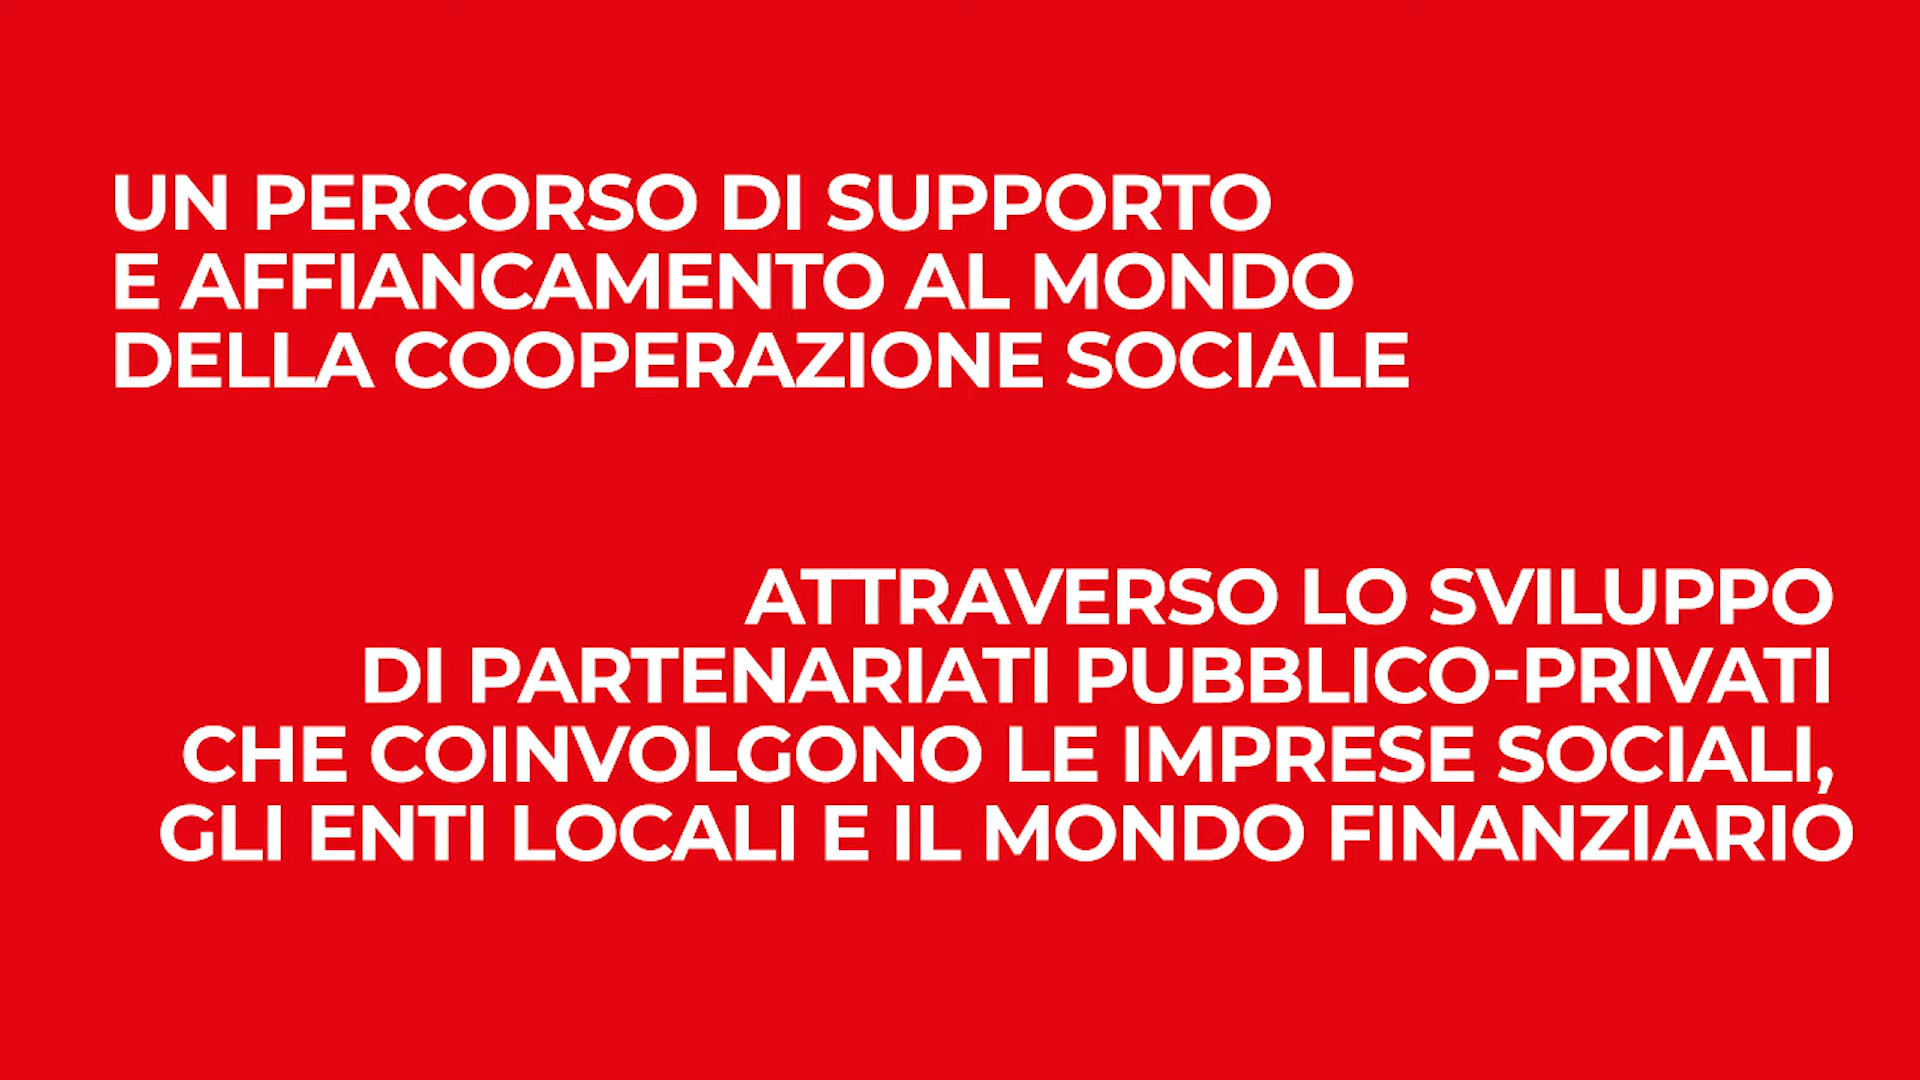 UN PERCORSO DI SUPPORTO
E AFFIANCAMENTO AL MONDO
DELLA COOPERAZIONE SOCIALE
ATTRAVERSO LO SVILUPPO
DI PARTENARIATI PUBBLICO-PRIVATI
CHE COINVOLGONO LE IMPRESE SOCIALI,
GLI ENTI LOCALI E IL MONDO FINANZIARIO